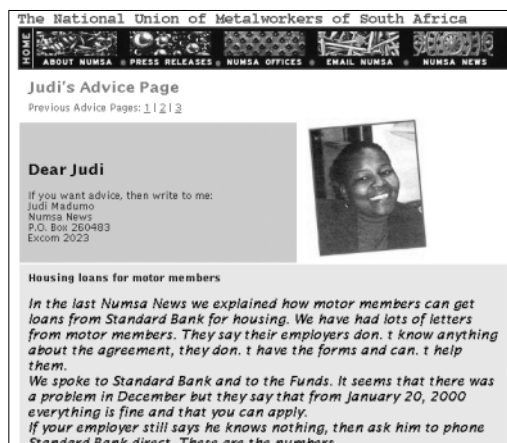 The National Union of Metalworkers of South Africa
HOME
ABOUT NUMSA PRESS RELEASES NUMSA OFFICES EMAIL NUMSA NUMSA NEWS
Judi's Advice Page
Previous Advice Pages: 1 | 2 | 3
Dear Judi
If you want advice, then write to me:
Judi Madumo
Numsa News
P.O. Box 260483
Excom 2023
Housing loans for motor members
In the last Numsa News we explained how motor members can get
loans from Standard Bank for housing. We have had lots of letters
from motor members. They say their employers don. t know anything
about the agreement, they don. t have the forms and can. t help
them.
We spoke to Standard Bank and to the Funds. It seems that there was
a problem in December but they say that from January 20, 2000
everything is fine and that you can apply.
If your employer still says he knows nothing, then ask him to phone
Standard Bank direct. These are the numbers